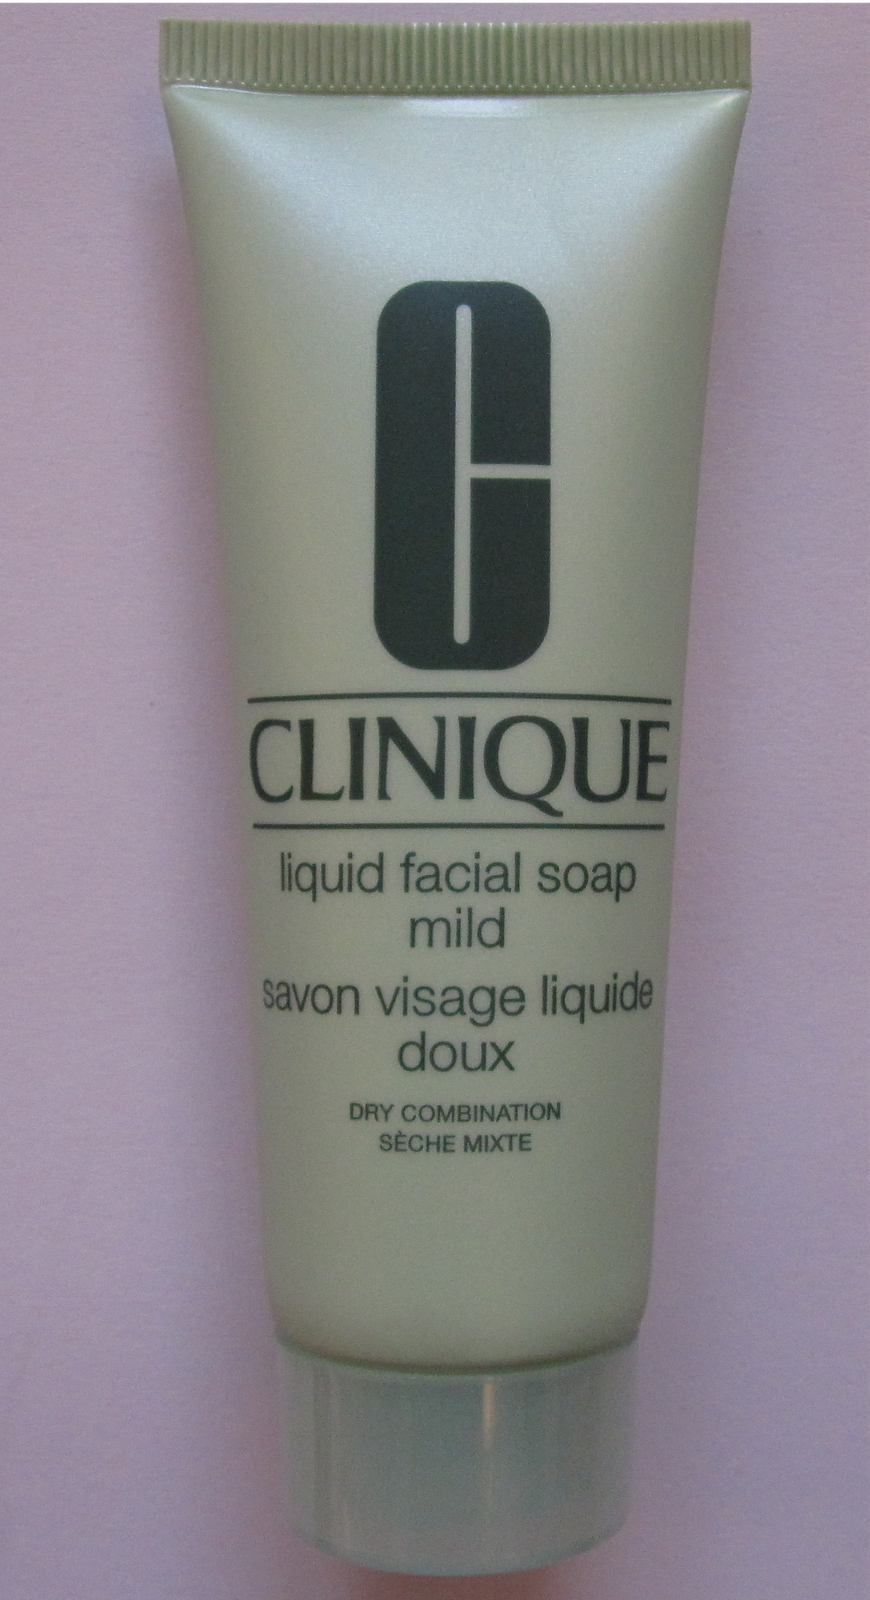 C
CLINIQUE
liquid facial soap
mild
savon visage liquide
doux
DRY COMBINATION
SÈCHE MIXTE